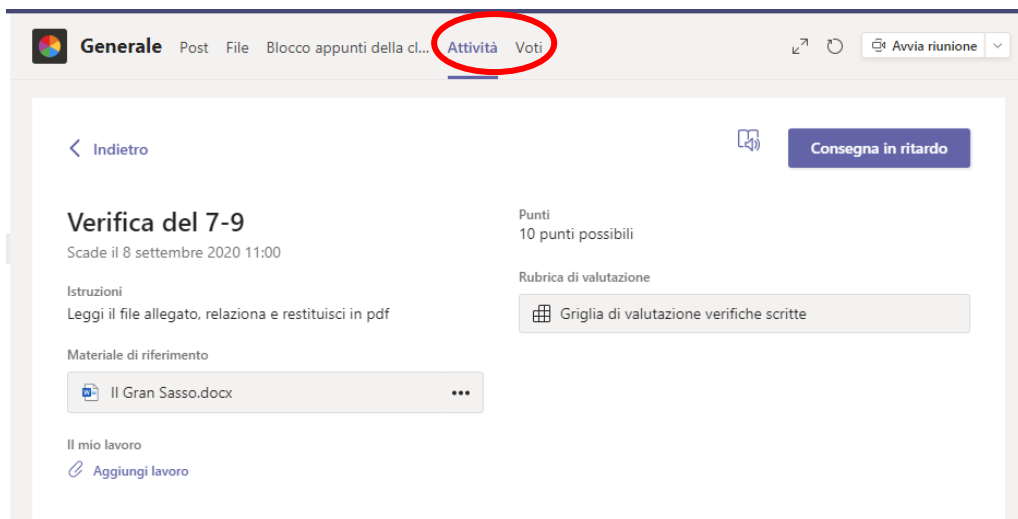 Generale Post File Blocco appunti della cl... Attività Voti Avvia riunione
Indietro
Consegna in ritardo
Verifica del 7-9
Scade il 8 settembre 2020 11:00
Istruzioni
Leggi il file allegato, relaziona e restituisci in pdf
Materiale di riferimento
Il Gran Sasso.docx
Il mio lavoro
Aggiungi lavoro
Punti
10 punti possibili
Rubrica di valutazione
Griglia di valutazione verifiche scritte